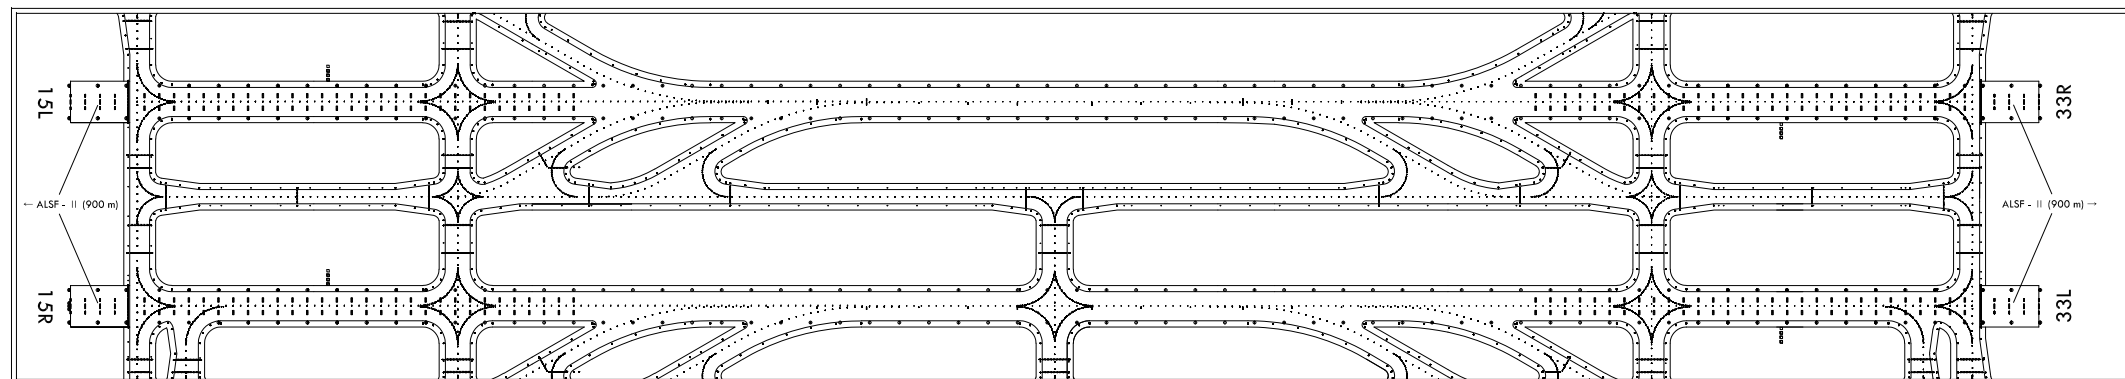 15L
33R
← ALSF - II (900 m)
ALSF - II (900 m) →
15R
33L